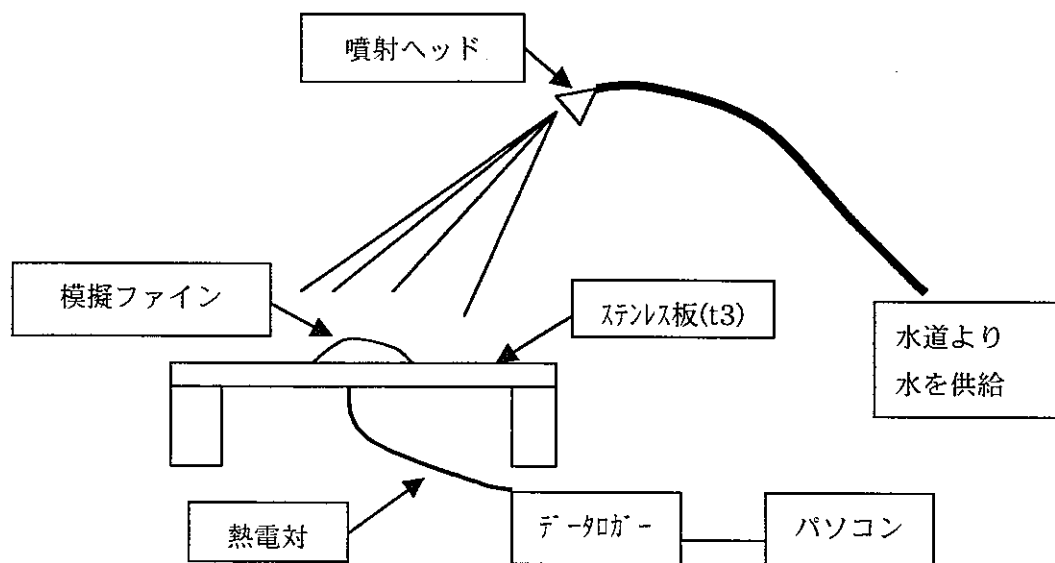 噴射ヘッド
模擬ファイン
ｽﾃﾝﾚｽ板(t3)
水道より
水を供給
熱電対
ﾃﾞｰﾀﾛｶﾞｰ
パソコン